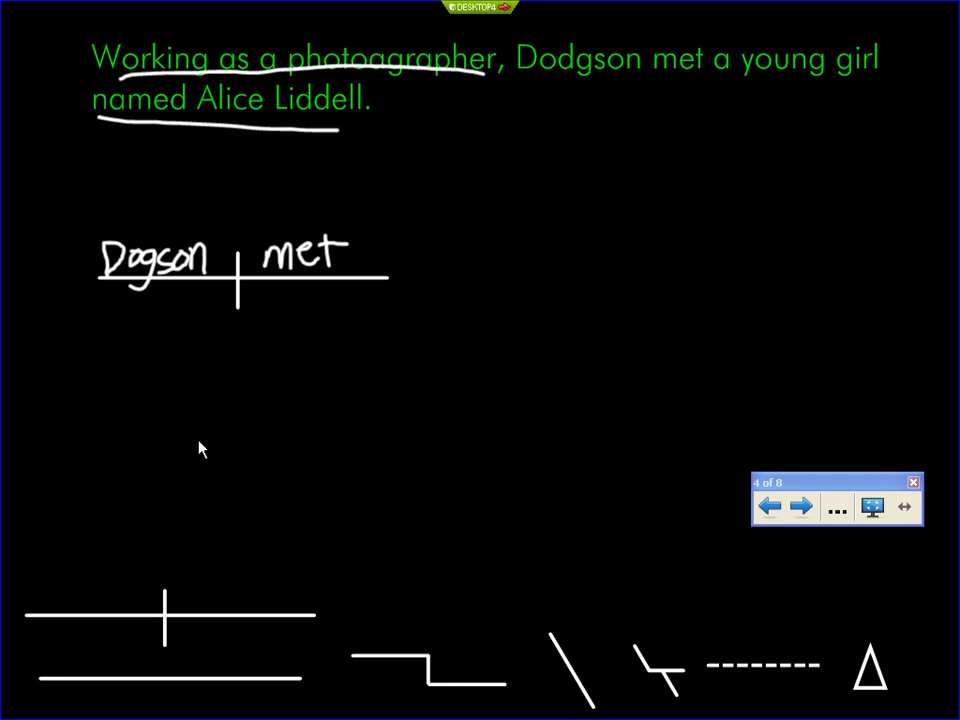 DESKTOP4
Working as a photoagrapher, Dodgson met a young girl
named Alice Liddell.
Dogson met
4 of 8